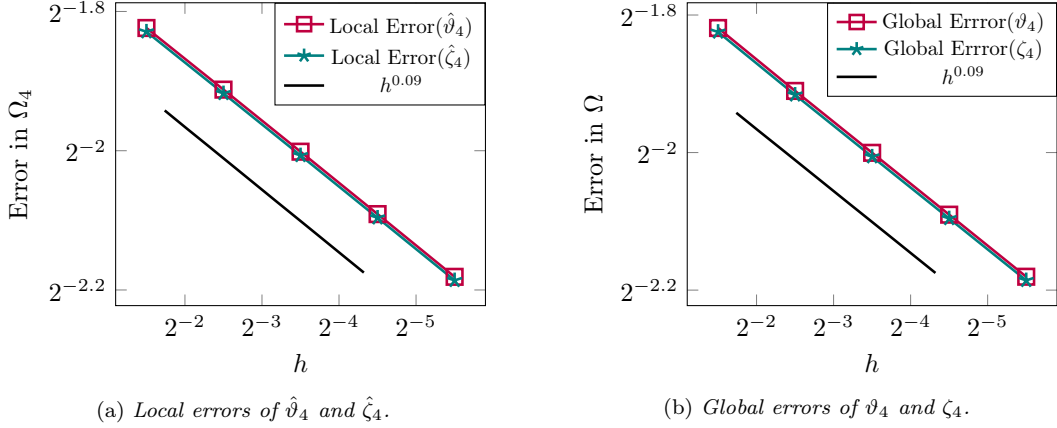 2^{-1.8}
2^{-2}
2^{-2.2}
Error in Ω_4
Local Error(ϑ̂_4)
Local Error(ζ̂_4)
h^{0.09}
2^{-2} 2^{-3} 2^{-4} 2^{-5}
h
(a) Local errors of ϑ̂_4 and ζ̂_4.
2^{-1.8}
2^{-2}
2^{-2.2}
Error in Ω
Global Errror(ϑ_4)
Global Errror(ζ_4)
h^{0.09}
2^{-2} 2^{-3} 2^{-4} 2^{-5}
h
(b) Global errors of ϑ_4 and ζ_4.